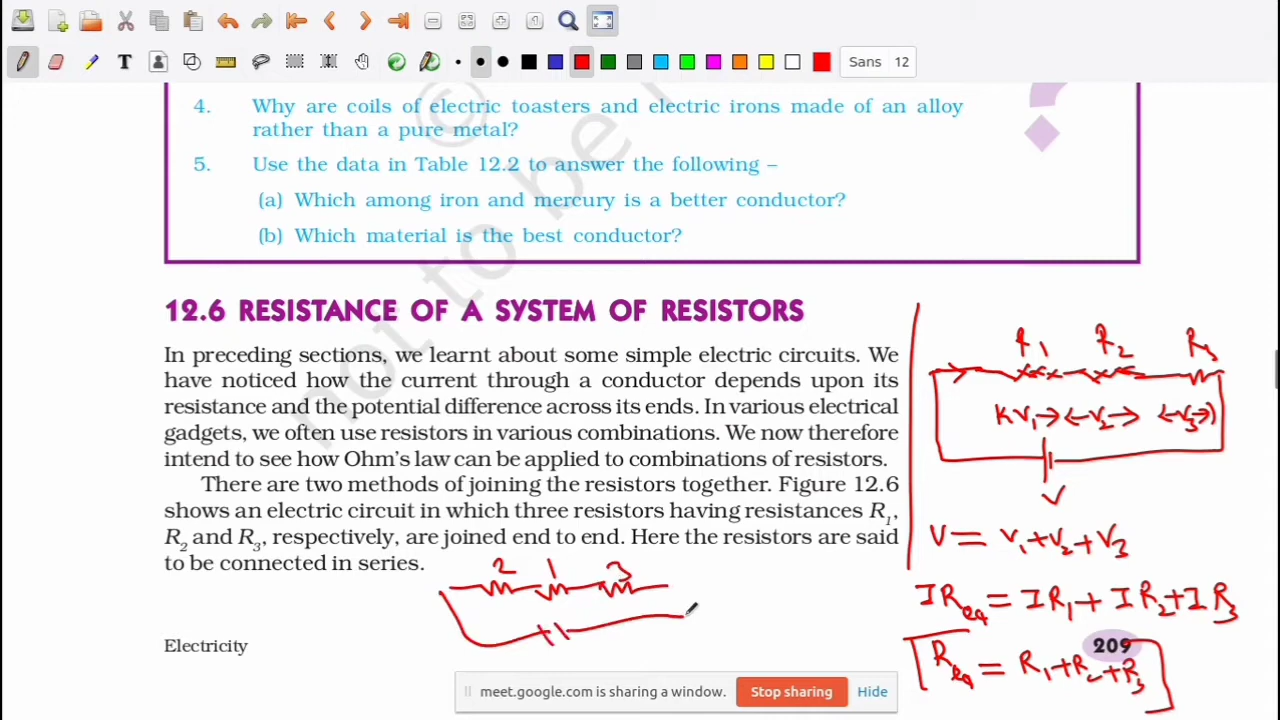 Sans 12
4. Why are coils of electric toasters and electric irons made of an alloy
rather than a pure metal?
5. Use the data in Table 12.2 to answer the following –
(a) Which among iron and mercury is a better conductor?
(b) Which material is the best conductor?
© not to be r
12.6 RESISTANCE OF A SYSTEM OF RESISTORS
In preceding sections, we learnt about some simple electric circuits. We
have noticed how the current through a conductor depends upon its
resistance and the potential difference across its ends. In various electrical
gadgets, we often use resistors in various combinations. We now therefore
intend to see how Ohm's law can be applied to combinations of resistors.
There are two methods of joining the resistors together. Figure 12.6
shows an electric circuit in which three resistors having resistances R1,
R2 and R3, respectively, are joined end to end. Here the resistors are said
to be connected in series.
2 1 3
R1 R2 R3
V1 V2 V3
V
V = V1+V2+V3
IReq = IR1 + IR2+IR3
Req = R1+R2+R3
Electricity
209
meet.google.com is sharing a window. Stop sharing Hide